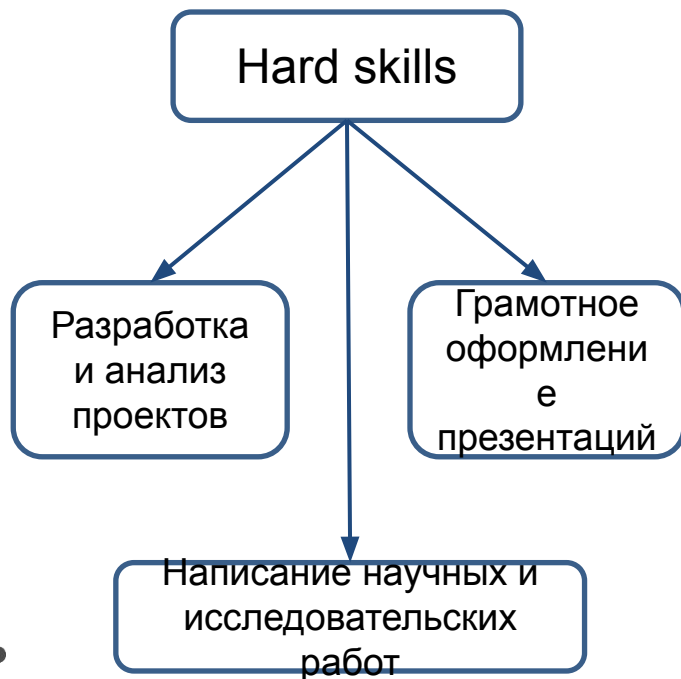 Hard skills
Разработка
и анализ
проектов
Грамотное
оформлени
е
презентаций
Написание научных и
исследовательских
работ